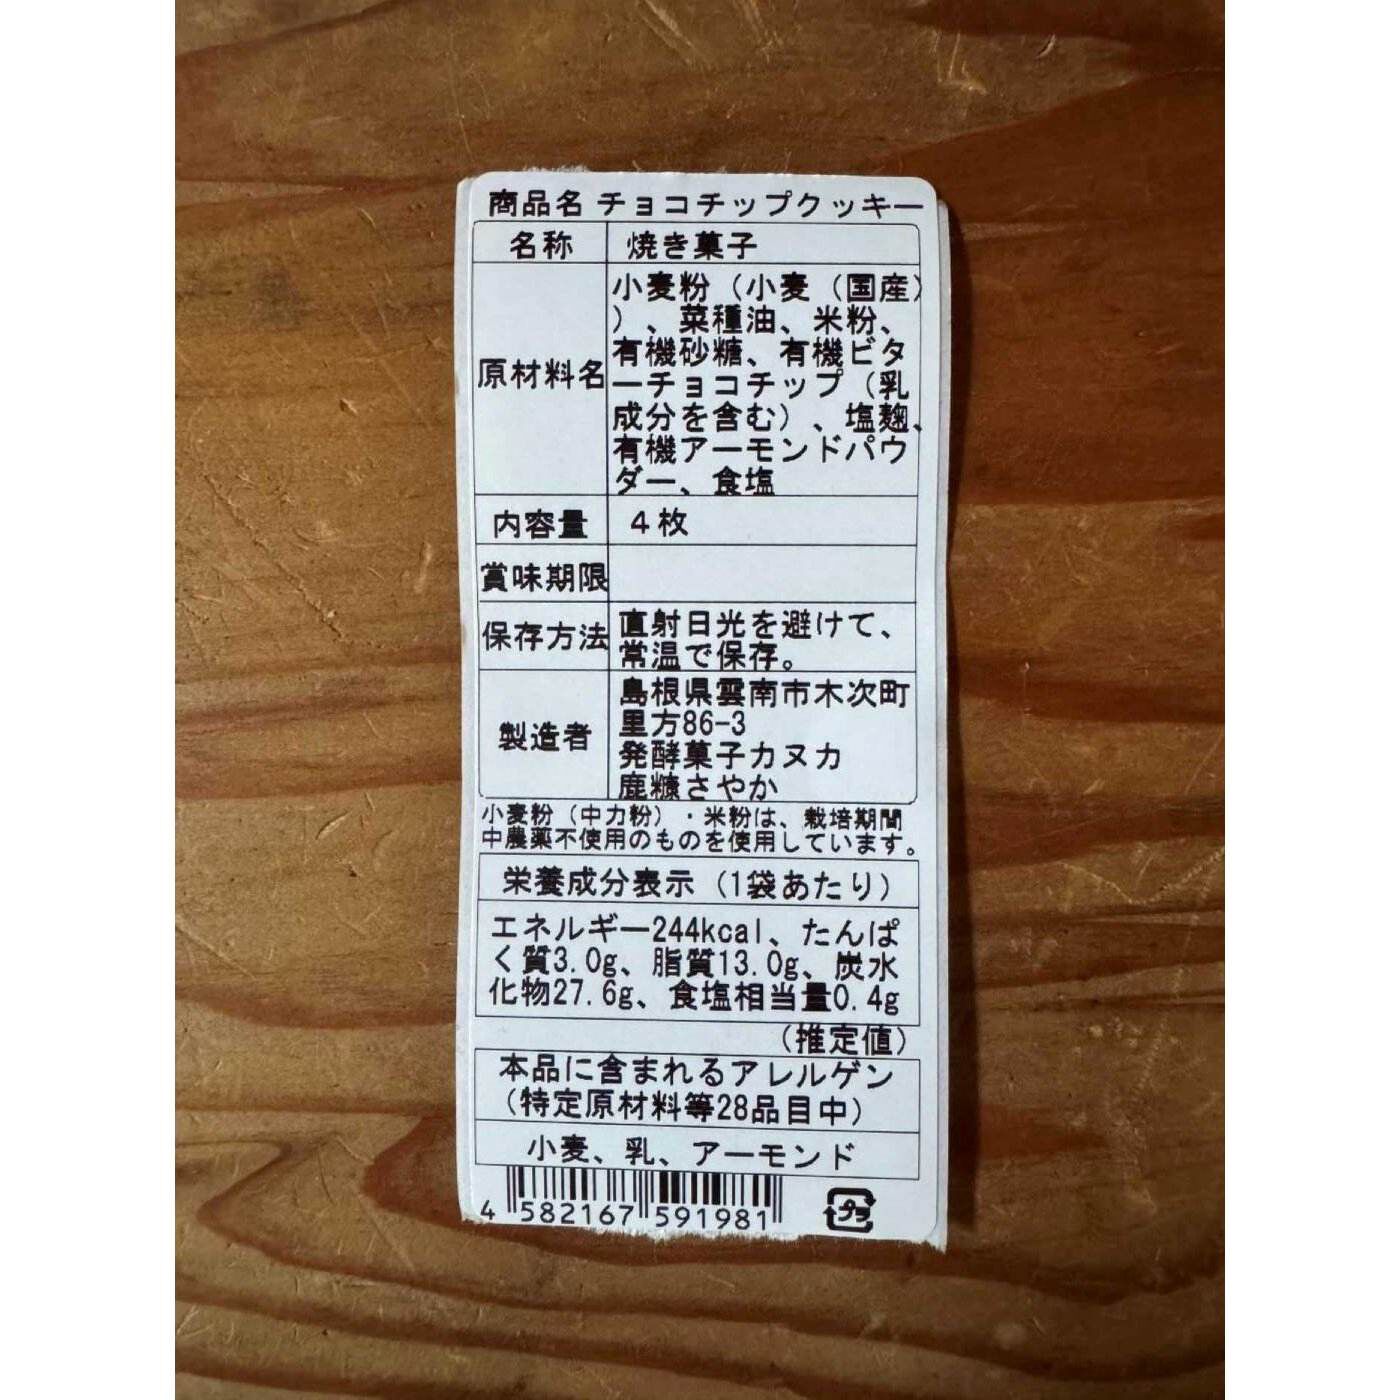 商品名 チョコチップクッキー
名称 焼き菓子
原材料名
小麦粉（小麦（国産）
）、菜種油、米粉、
有機砂糖、有機ビタ
ーチョコチップ（乳
成分を含む）、塩麹、
有機アーモンドパウ
ダー、食塩
内容量 4枚
賞味期限
保存方法
直射日光を避けて、
常温で保存。
製造者
島根県雲南市木次町
里方86-3
発酵菓子カヌカ
鹿糠さやか
小麦粉（中力粉）・米粉は、栽培期間
中農薬不使用のものを使用しています。
栄養成分表示（1袋あたり）
エネルギー244kcal、たんぱ
く質3.0g、脂質13.0g、炭水
化物27.6g、食塩相当量0.4g
（推定値）
本品に含まれるアレルゲン
（特定原材料等28品目中）
小麦、乳、アーモンド
4 582167 591981
プラ